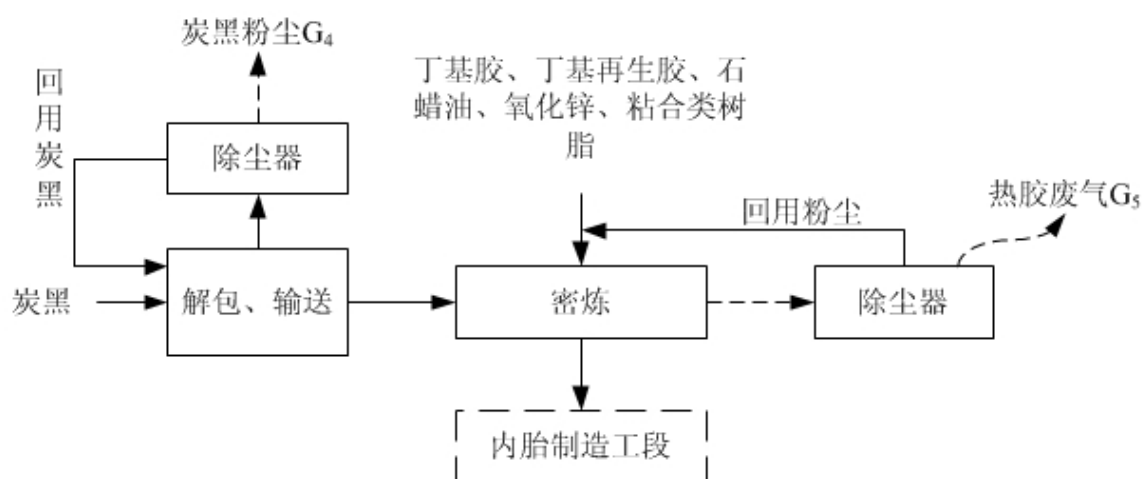 炭黑粉尘G4
丁基胶、丁基再生胶、石
蜡油、氧化锌、粘合类树
脂
回用炭黑
除尘器
回用粉尘
热胶废气G5
炭黑
解包、输送
密炼
除尘器
内胎制造工段